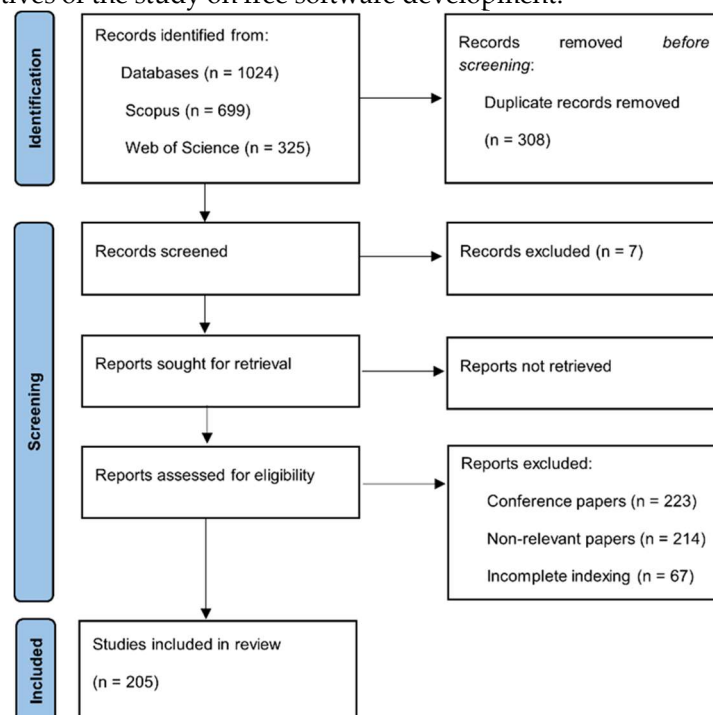 tives of the study on free software development.
Identification
Records identified from:
Databases (n = 1024)
Scopus (n = 699)
Web of Science (n = 325)
Records removed before
screening:
Duplicate records removed
(n = 308)
Screening
Records screened
Records excluded (n = 7)
Reports sought for retrieval
Reports not retrieved
Reports assessed for eligibility
Reports excluded:
Conference papers (n = 223)
Non-relevant papers (n = 214)
Incomplete indexing (n = 67)
Included
Studies included in review
(n = 205)